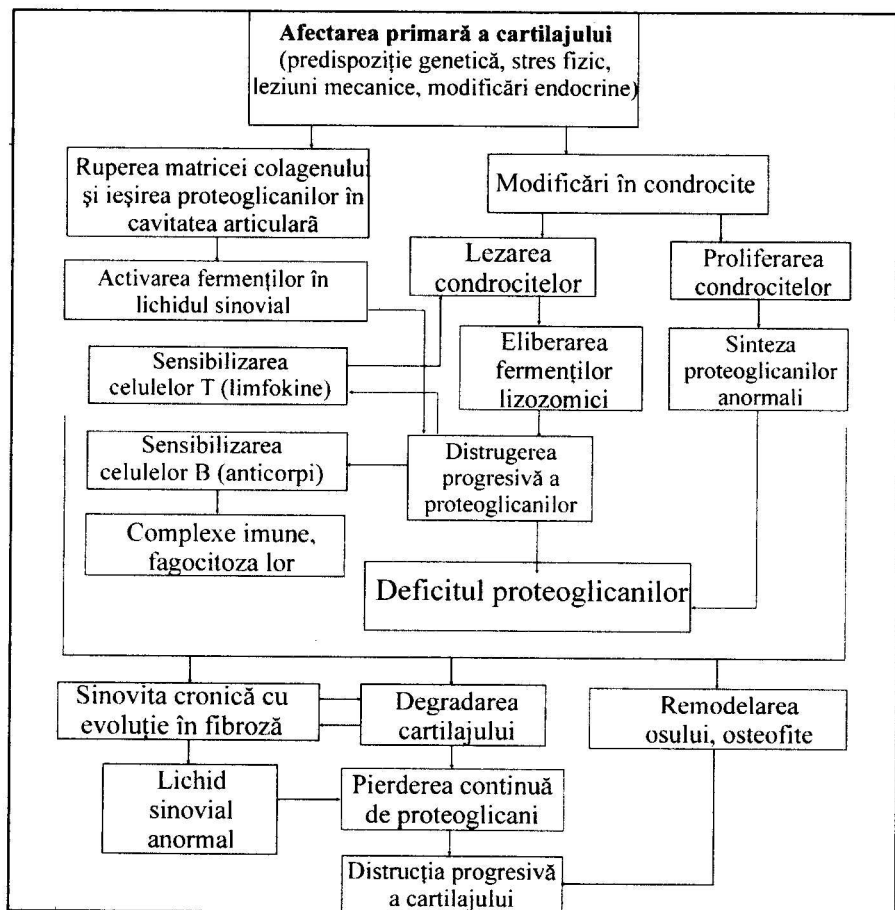 Afectarea primară a cartilajului
(predispoziție genetică, stres fizic,
leziuni mecanice, modificări endocrine)
Ruperea matricei colagenului
și ieșirea proteoglicanilor în
cavitatea articulară
Modificări în condrocite
Activarea fermenților în
lichidul sinovial
Lezarea
condrocitelor
Proliferarea
condrocitelor
Sensibilizarea
celulelor T (limfokine)
Eliberarea
fermenților
lizozomici
Sinteza
proteoglicanilor
anormali
Sensibilizarea
celulelor B (anticorpi)
Distrugerea
progresivă a
proteoglicanilor
Complexe imune,
fagocitoza lor
Deficitul proteoglicanilor
Sinovita cronică cu
evoluție în fibroză
Degradarea
cartilajului
Remodelarea
osului, osteofite
Lichid
sinovial
anormal
Pierderea continuă
de proteoglicani
Distrucția progresivă
a cartilajului